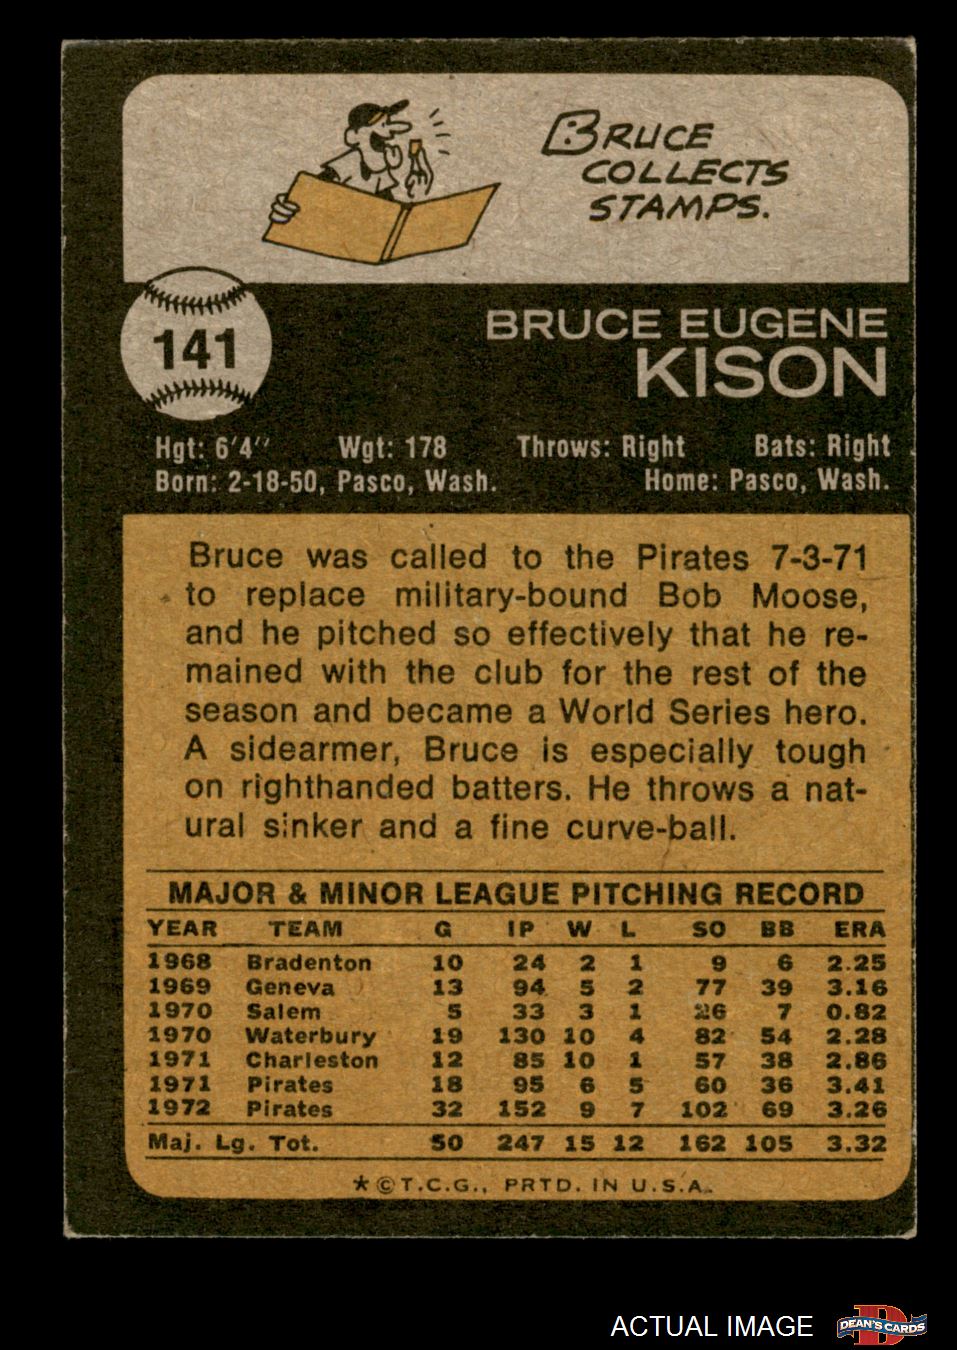 BRUCE
COLLECTS
STAMPS.
141
BRUCE EUGENE
KISON
Hgt: 6'4'' Wgt: 178 Throws: Right Bats: Right
Born: 2-18-50, Pasco, Wash. Home: Pasco, Wash.
Bruce was called to the Pirates 7-3-71
to replace military-bound Bob Moose,
and he pitched so effectively that he re-
mained with the club for the rest of the
season and became a World Series hero.
A sidearmer, Bruce is especially tough
on righthanded batters. He throws a nat-
ural sinker and a fine curve-ball.
MAJOR & MINOR LEAGUE PITCHING RECORD
YEAR TEAM G IP W L SO BB ERA
1968 Bradenton 10 24 2 1 9 6 2.25
1969 Geneva 13 94 5 2 77 39 3.16
1970 Salem 5 33 3 1 26 7 0.82
1970 Waterbury 19 130 10 4 82 54 2.28
1971 Charleston 12 85 10 1 57 38 2.86
1971 Pirates 18 95 6 5 60 36 3.41
1972 Pirates 32 152 9 7 102 69 3.26
Maj. Lg. Tot. 50 247 15 12 162 105 3.32
*©T.C.G., PRTD. IN U.S.A.
ACTUAL IMAGE
D
DEAN'S CARDS